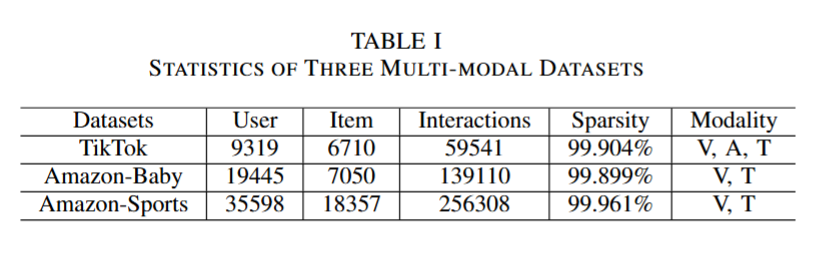 TABLE I
STATISTICS OF THREE MULTI-MODAL DATASETS
Datasets User Item Interactions Sparsity Modality
TikTok 9319 6710 59541 99.904% V, A, T
Amazon-Baby 19445 7050 139110 99.899% V, T
Amazon-Sports 35598 18357 256308 99.961% V, T